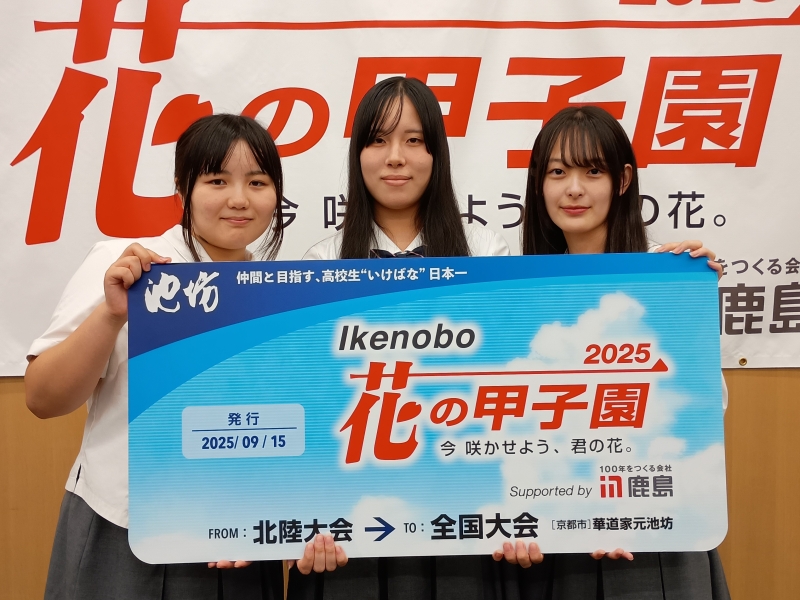 2025
花の甲子園
今 咲かせよう 君の花。
をつくる会社
鹿島
池坊
仲間と目指す、高校生“いけばな”日本一
Ikenobo
2025
花の甲子園
今 咲かせよう、君の花。
発行
2025/09/15
100年をつくる会社
Supported by 鹿島
FROM：北陸大会 → TO：全国大会 ［京都市］華道家元池坊